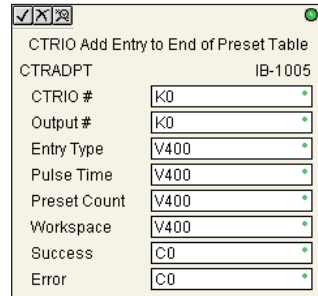 CTRIO Add Entry to End of Preset Table
CTRADPT IB-1005
CTRIO # K0
Output # K0
Entry Type V400
Pulse Time V400
Preset Count V400
Workspace V400
Success C0
Error C0